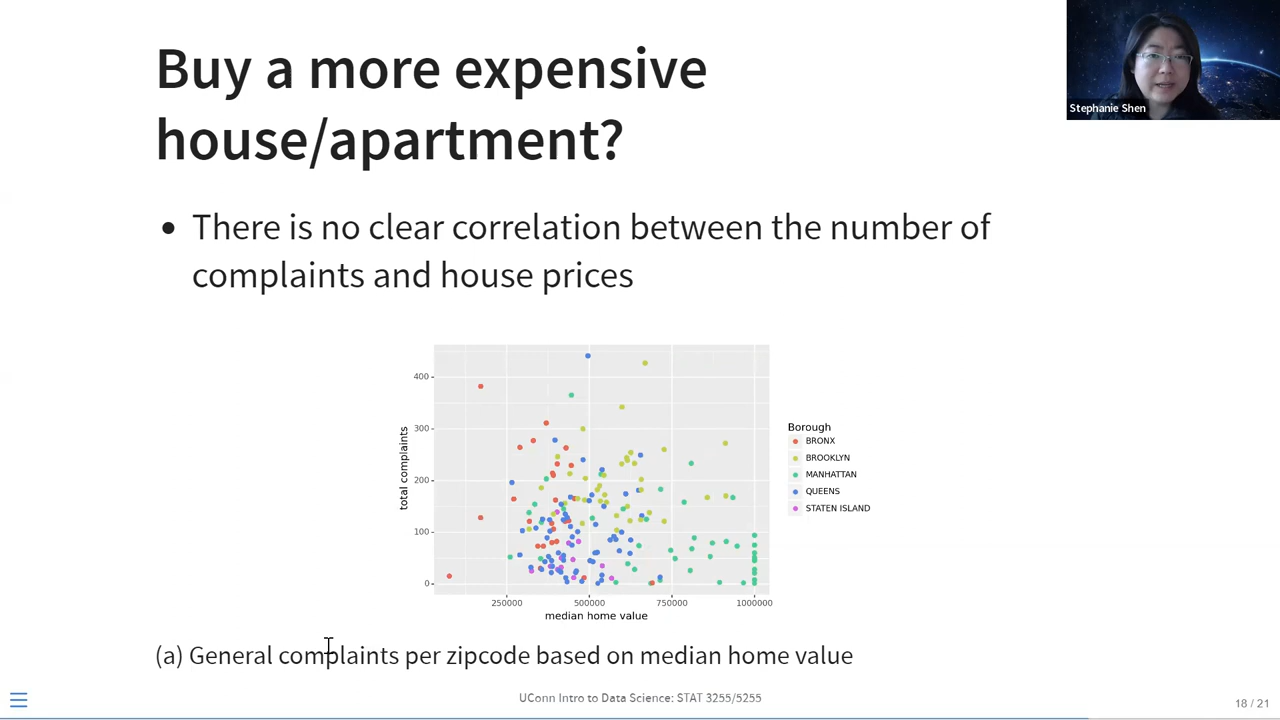 Buy a more expensive
house/apartment?
Stephanie Shen
• There is no clear correlation between the number of
complaints and house prices
total complaints
400
300
200
100
0
250000 500000 750000 1000000
median home value
Borough
BRONX
BROOKLYN
MANHATTAN
QUEENS
STATEN ISLAND
(a) General complaints per zipcode based on median home value
UConn Intro to Data Science: STAT 3255/5255
18 / 21